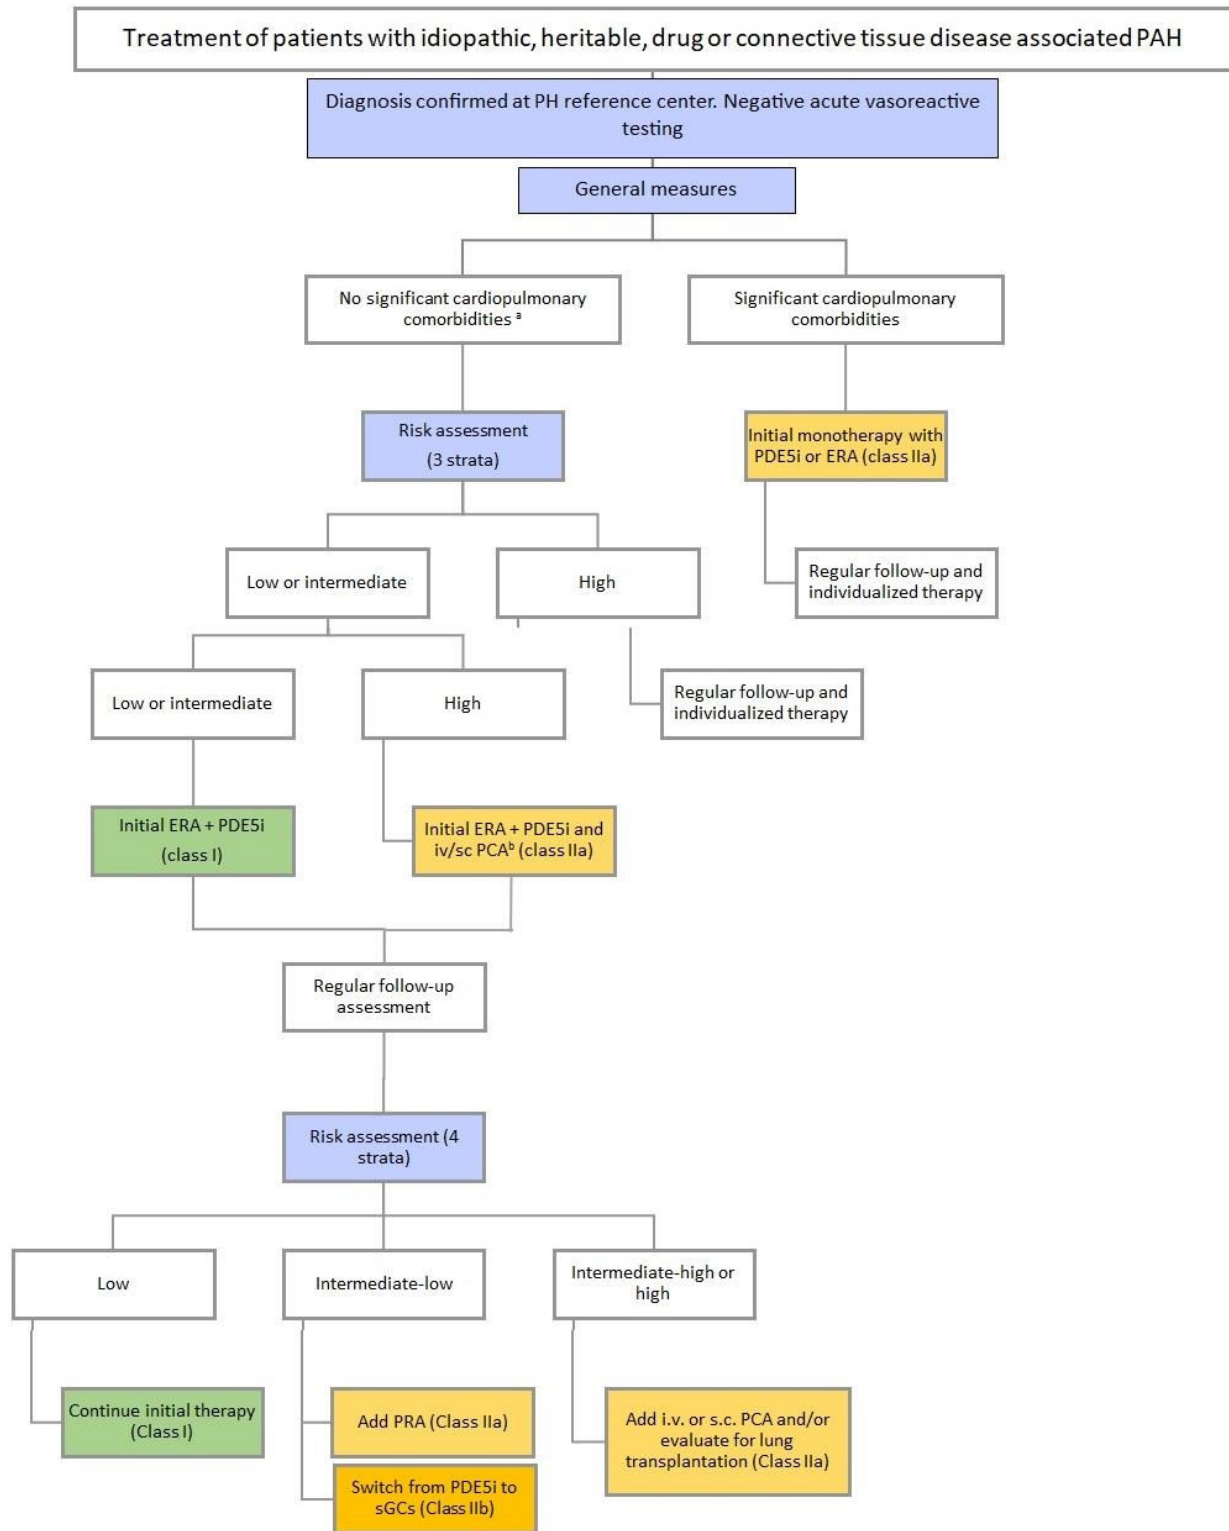 Treatment of patients with idiopathic, heritable, drug or connective tissue disease associated PAH
Diagnosis confirmed at PH reference center. Negative acute vasoreactive
testing
General measures
No significant cardiopulmonary
comorbidities ª
Significant cardiopulmonary
comorbidities
Risk assessment
(3 strata)
Initial monotherapy with
PDE5i or ERA (class IIa)
Low or intermediate
High
Regular follow-up and
individualized therapy
Low or intermediate
High
Regular follow-up and
individualized therapy
Initial ERA + PDE5i
(class I)
Initial ERA + PDE5i and
iv/sc PCAᵇ (class IIa)
Regular follow-up
assessment
Risk assessment (4
strata)
Low
Intermediate-low
Intermediate-high or
high
Continue initial therapy
(Class I)
Add PRA (Class IIa)
Add i.v. or s.c. PCA and/or
evaluate for lung
transplantation (Class IIa)
Switch from PDE5i to
sGCs (Class IIb)